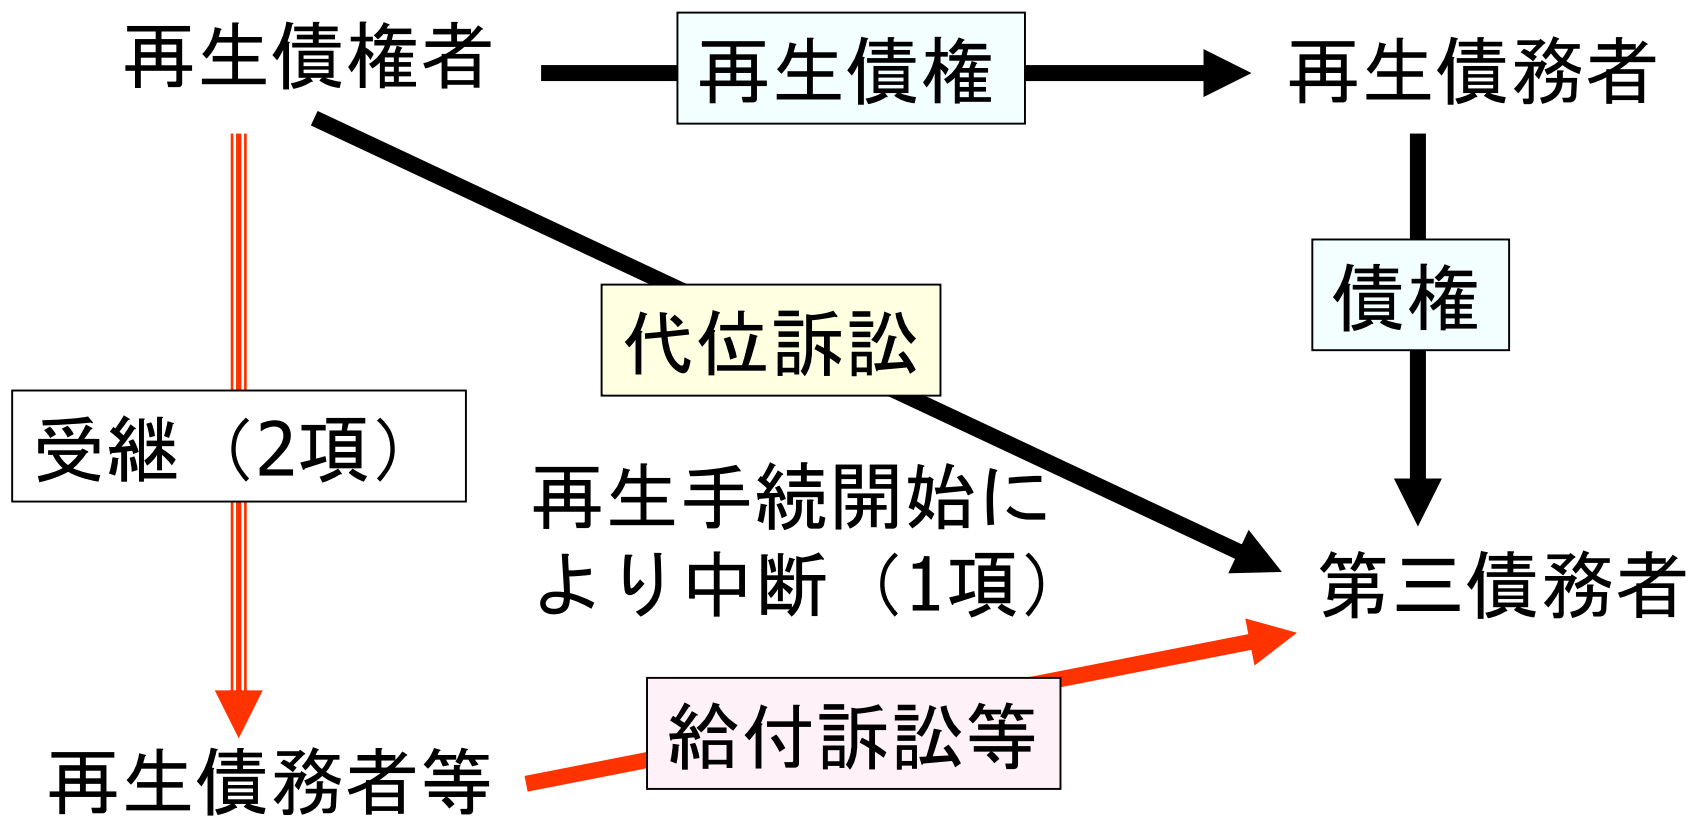 再生債権者
再生債権
再生債務者
債権
代位訴訟
受継（2項）
再生手続開始に
より中断（1項）
第三債務者
給付訴訟等
再生債務者等